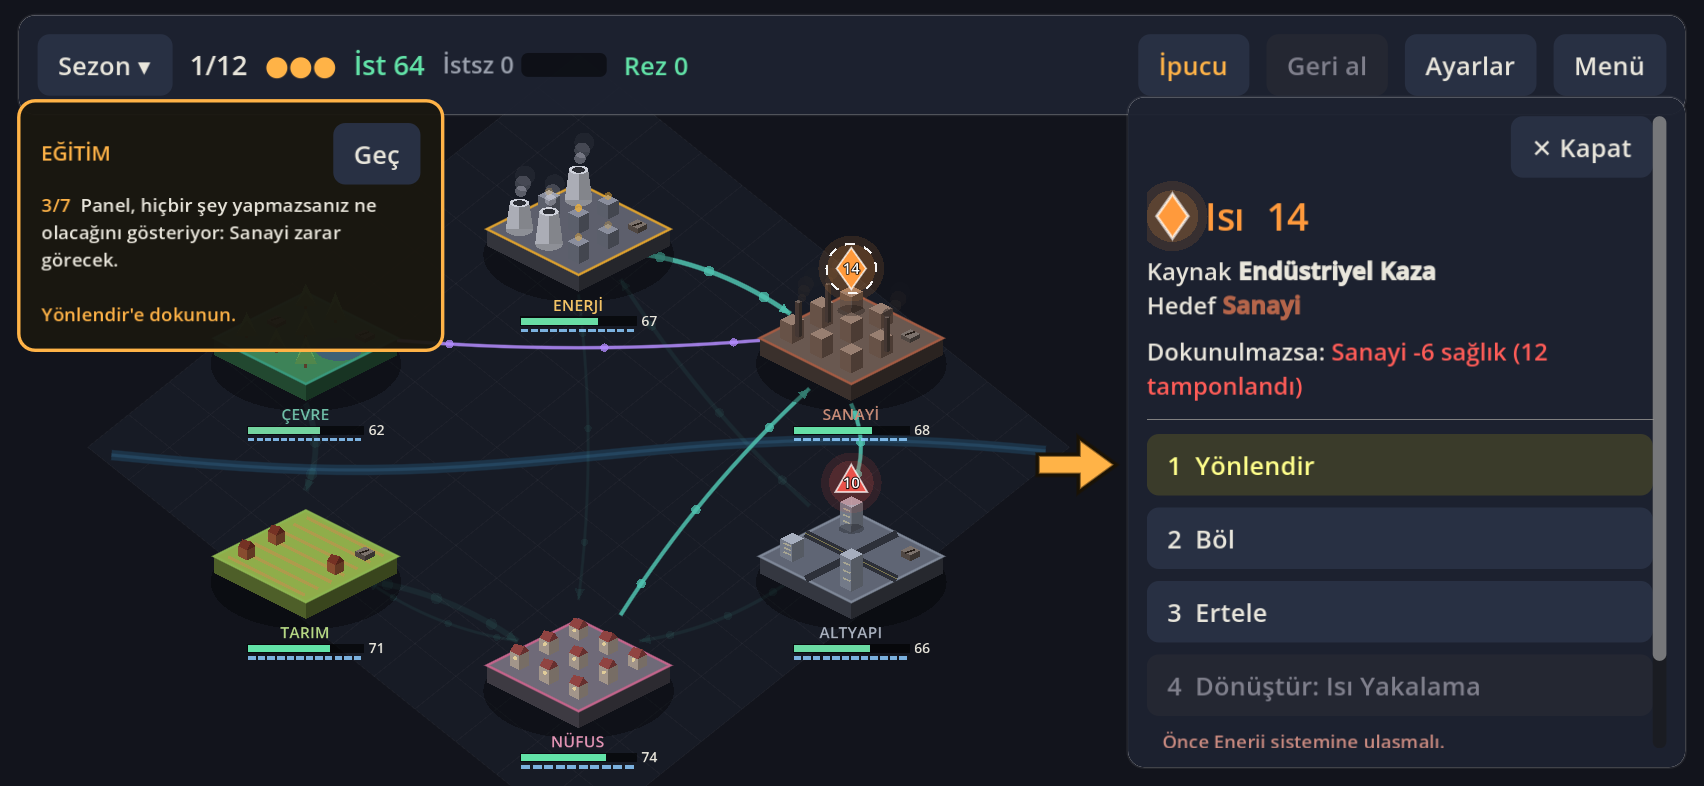 Sezon ▾ 1/12 İst 64 İstsz 0 Rez 0 İpucu Geri al Ayarlar Menü
EĞİTİM
Geç
3/7 Panel, hiçbir şey yapmazsanız ne
olacağını gösteriyor: Sanayi zarar
görecek.
Yönlendir'e dokunun.
ENERJİ
67
14
ÇEVRE
62
SANAYİ
68
10
TARIM
71
ALTYAPI
66
NÜFUS
74
✕ Kapat
Isı 14
Kaynak Endüstriyel Kaza
Hedef Sanayi
Dokunulmazsa: Sanayi -6 sağlık (12
tamponlandı)
1 Yönlendir
2 Böl
3 Ertele
4 Dönüştür: Isı Yakalama
Önce Enerji sistemine ulaşmalı.